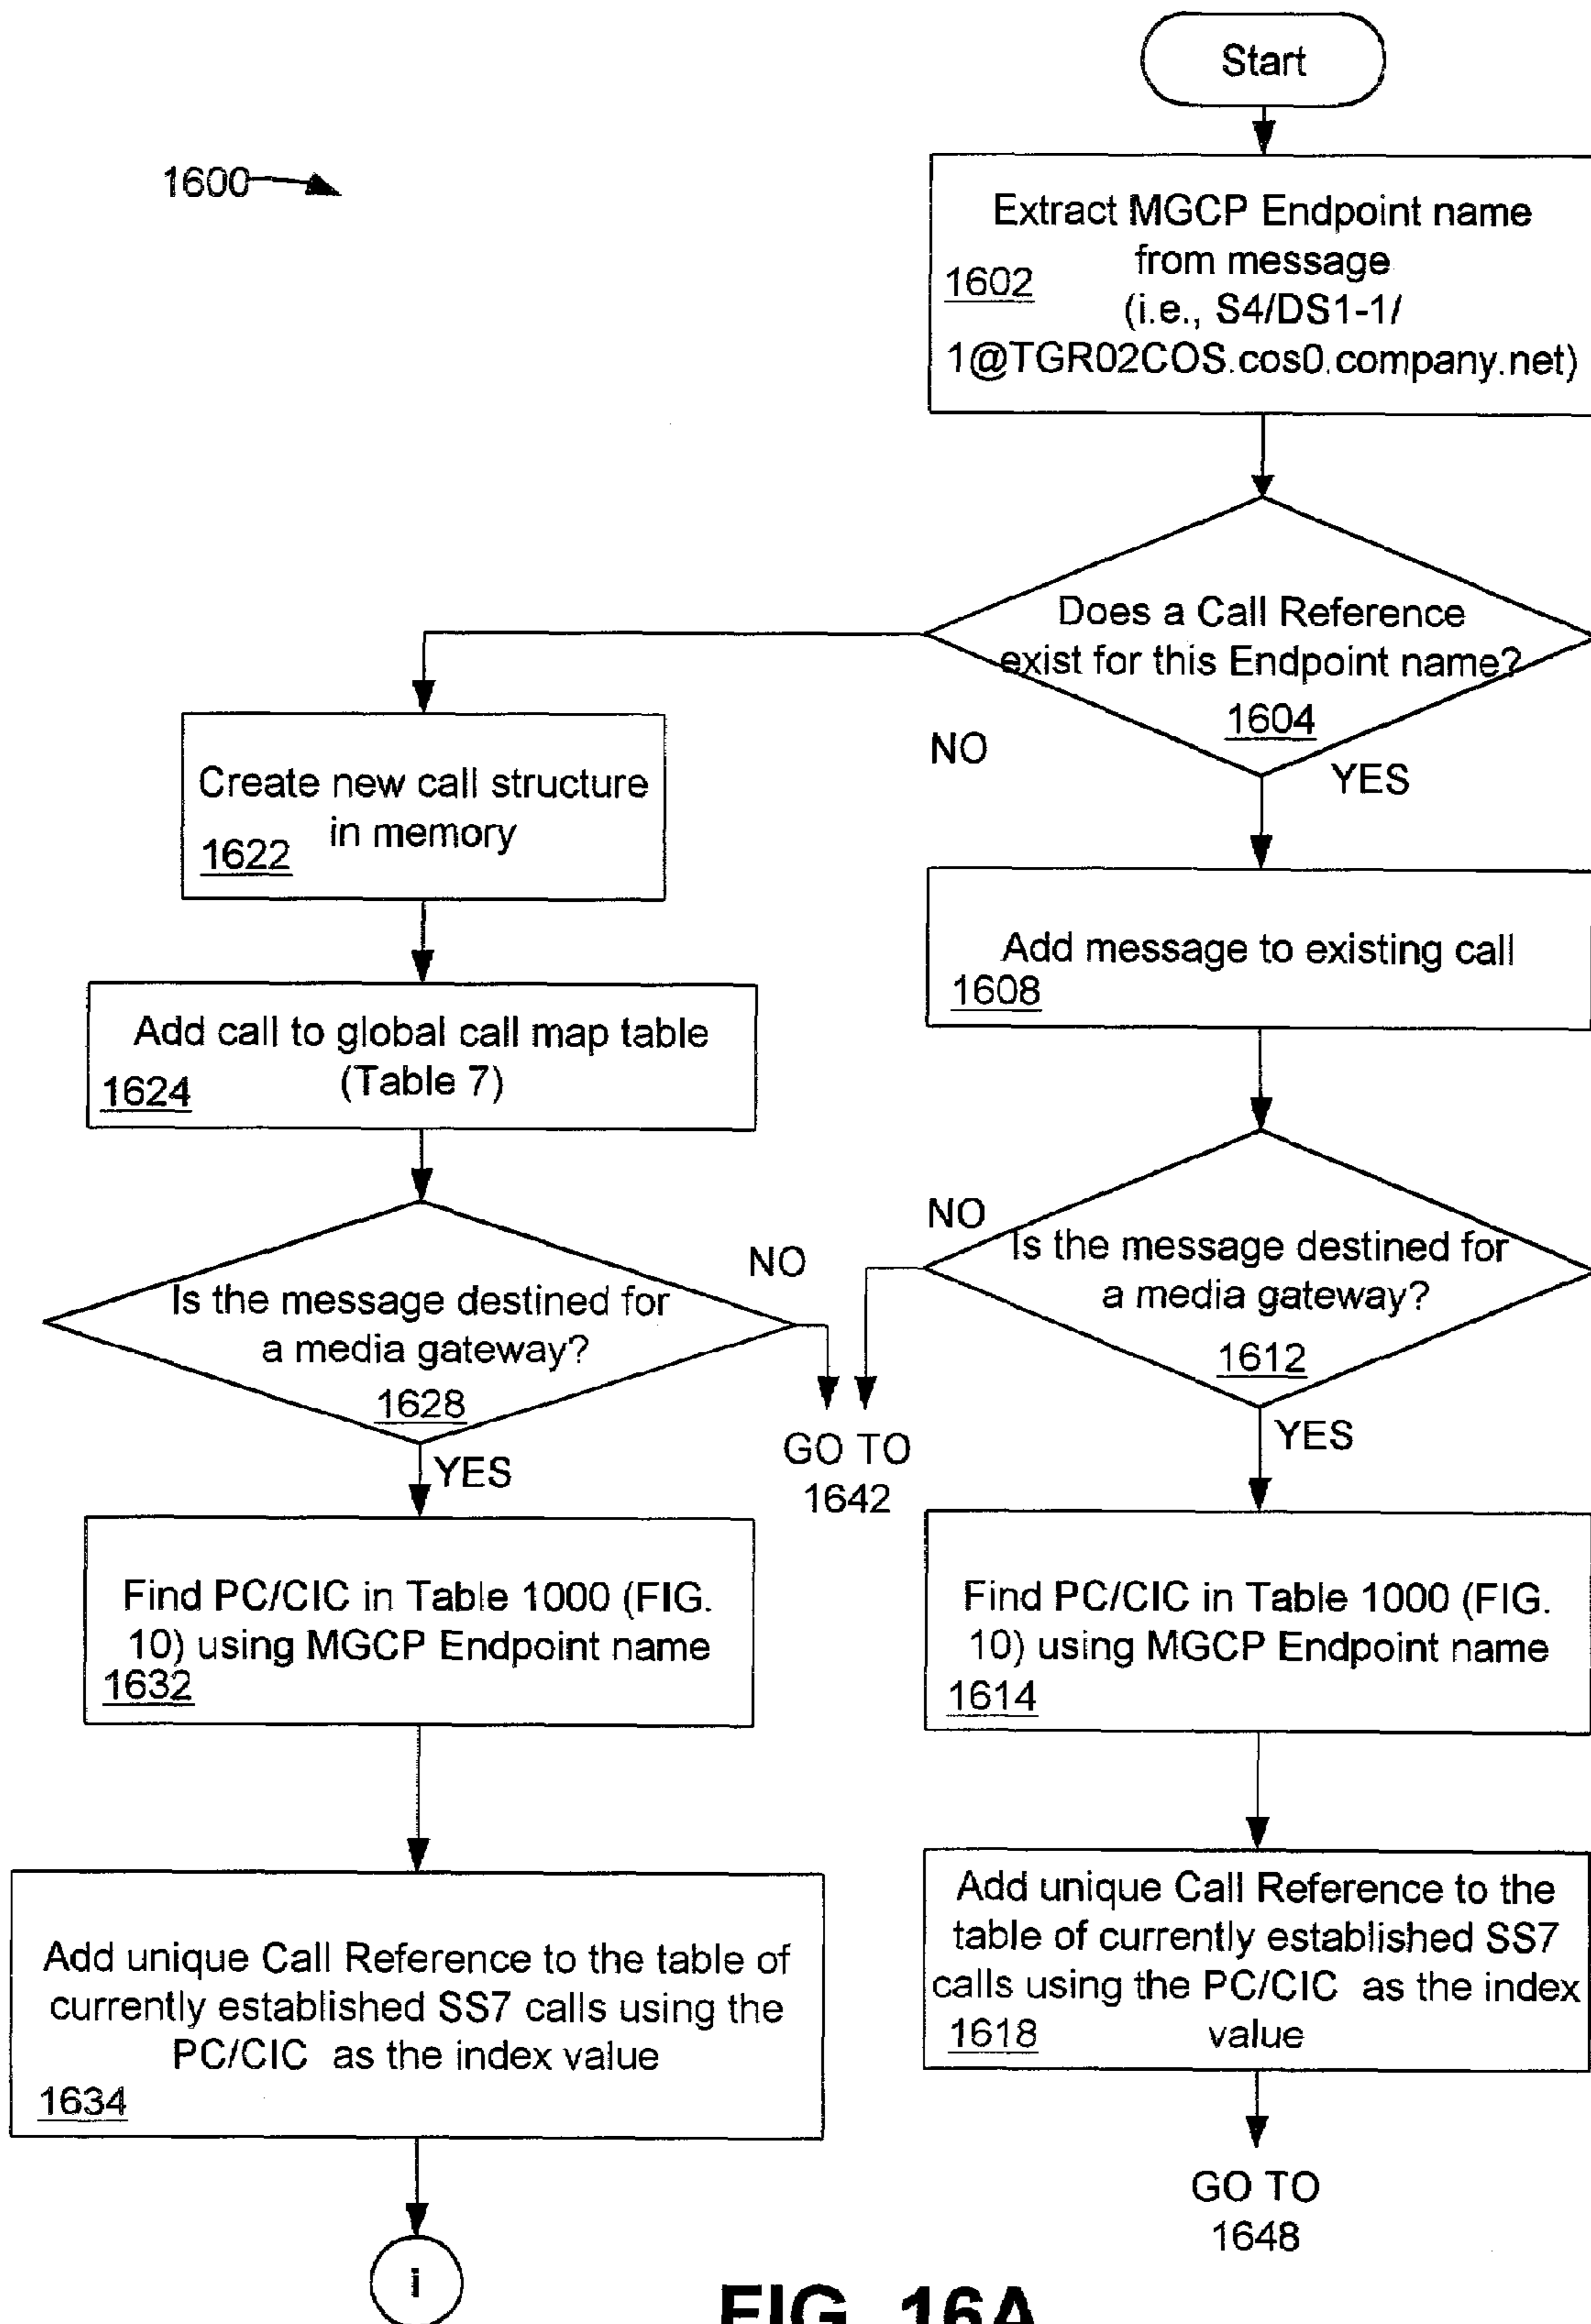 Start
1600
Extract MGCP Endpoint name
from message
1602
(i.e., S4/DS1-1/
1@TGR02COS.cos0.company.net)
Does a Call Reference
exist for this Endpoint name?
1604
NO
YES
Create new call structure
in memory
1622
Add message to existing call
1608
Add call to global call map table
(Table 7)
1624
NO
Is the message destined for
a media gateway?
1612
YES
NO
Is the message destined for
a media gateway?
1628
YES
GO TO
1642
Find PC/CIC in Table 1000 (FIG.
10) using MGCP Endpoint name
1632
Find PC/CIC in Table 1000 (FIG.
10) using MGCP Endpoint name
1614
Add unique Call Reference to the table of
currently established SS7 calls using the
PC/CIC as the index value
1634
Add unique Call Reference to the
table of currently established SS7
calls using the PC/CIC as the index
value
1618
GO TO
1648
i
FIG. 16A